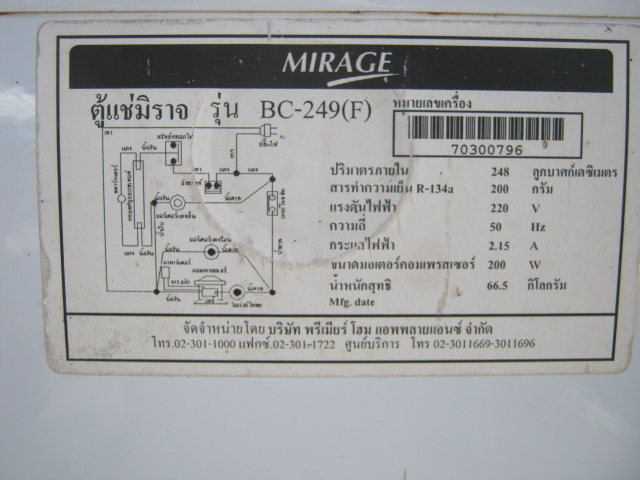 MIRAGE
ตู้แช่มิราจ รุ่น BC-249(F)
หมายเลขเครื่อง
70300796
ปริมาตรภายใน 248 ลูกบาศก์เดซิเมตร
สารทำความเย็น R-134a 200 กรัม
แรงดันไฟฟ้า 220 V
ความถี่ 50 Hz
กระแสไฟฟ้า 2.15 A
ขนาดมอเตอร์คอมเพรสเซอร์ 200 W
น้ำหนักสุทธิ 66.5 กิโลกรัม
Mfg. date
จัดจำหน่ายโดย บริษัท พรีเมียร์ โฮม แอพพลายแอนซ์ จำกัด
โทร.02-301-1000 แฟกซ์.02-301-1722 ศูนย์บริการ โทร 02-3011669-3011696